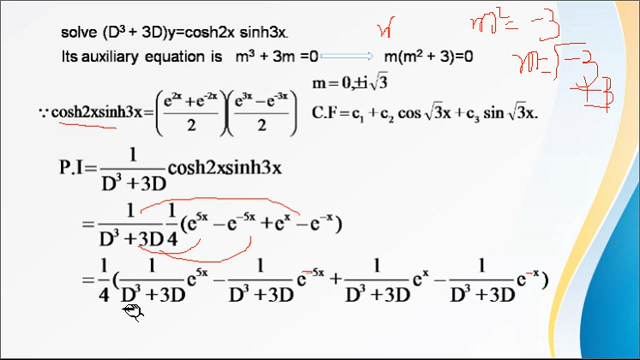 solve (D³ + 3D)y=cosh2x sinh3x.
m² = -3
Its auxiliary equation is m³ + 3m =0 m(m² + 3)=0
m=√-3
m = 0,±i√3
∵cosh2xsinh3x=((e^2x +e^-2x)/2)((e^3x −e^-3x)/2) C.F=c₁ +c₂ cos √3x+c₃ sin √3x.
P.I= 1/(D³ +3D) cosh2xsinh3x
= 1/(D³ +3D) 1/4 (e^5x −e^-5x +e^x −e^-x)
= 1/4 ( 1/(D³ +3D) e^5x − 1/(D³ +3D) e^-5x + 1/(D³ +3D) e^x − 1/(D³ +3D) e^-x )